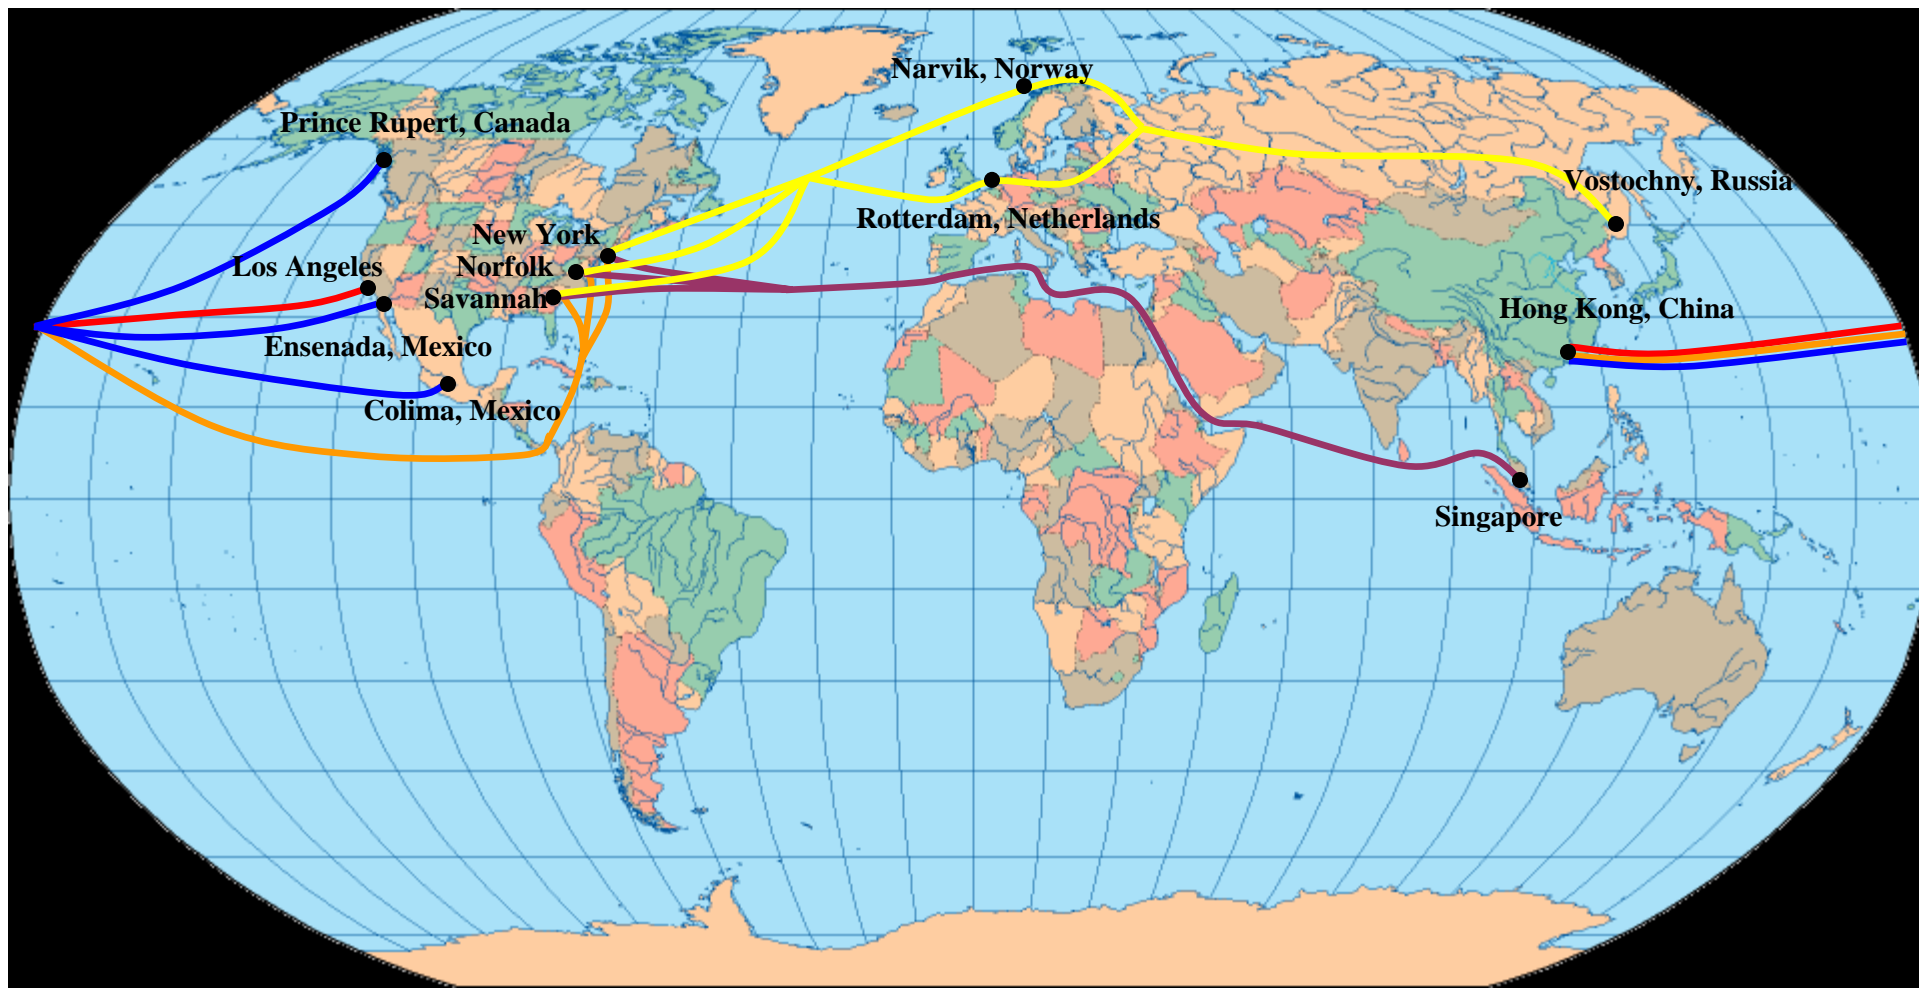 Narvik, Norway
Prince Rupert, Canada
Vostochny, Russia
Rotterdam, Netherlands
New York
Los Angeles
Norfolk
Savannah
Hong Kong, China
Ensenada, Mexico
Colima, Mexico
Singapore